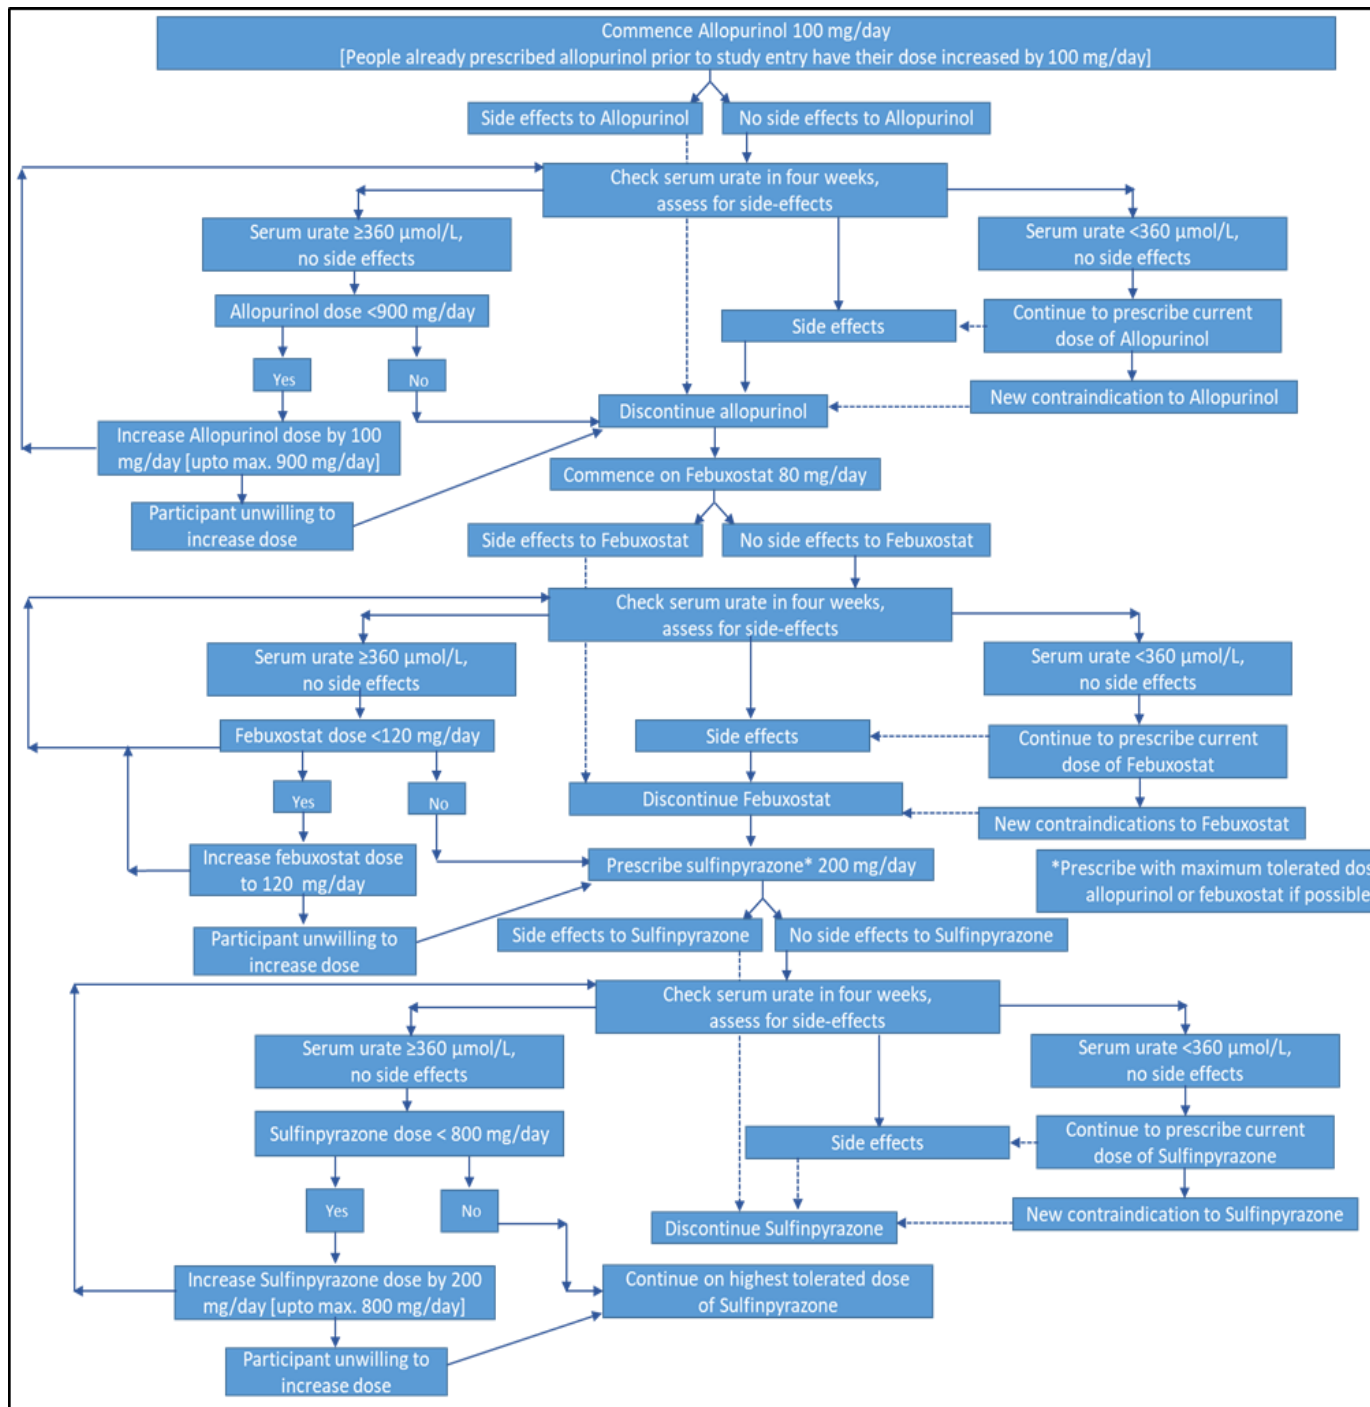 Commence Allopurinol 100 mg/day
[People already prescribed allopurinol prior to study entry have their dose increased by 100 mg/day]
Side effects to Allopurinol
No side effects to Allopurinol
Check serum urate in four weeks,
assess for side-effects
Serum urate ≥360 µmol/L,
no side effects
Serum urate <360 µmol/L,
no side effects
Allopurinol dose <900 mg/day
Side effects
Continue to prescribe current
dose of Allopurinol
Yes
No
New contraindication to Allopurinol
Discontinue allopurinol
Increase Allopurinol dose by 100
mg/day [upto max. 900 mg/day]
Commence on Febuxostat 80 mg/day
Participant unwilling to
increase dose
Side effects to Febuxostat
No side effects to Febuxostat
Check serum urate in four weeks,
assess for side-effects
Serum urate ≥360 µmol/L,
no side effects
Serum urate <360 µmol/L,
no side effects
Febuxostat dose <120 mg/day
Side effects
Continue to prescribe current
dose of Febuxostat
Yes
No
Discontinue Febuxostat
New contraindications to Febuxostat
Increase febuxostat dose
to 120 mg/day
Prescribe sulfinpyrazone* 200 mg/day
*Prescribe with maximum tolerated dos
allopurinol or febuxostat if possible
Participant unwilling to
increase dose
Side effects to Sulfinpyrazone
No side effects to Sulfinpyrazone
Check serum urate in four weeks,
assess for side-effects
Serum urate ≥360 µmol/L,
no side effects
Serum urate <360 µmol/L,
no side effects
Sulfinpyrazone dose < 800 mg/day
Side effects
Continue to prescribe current
dose of Sulfinpyrazone
Yes
No
Discontinue Sulfinpyrazone
New contraindication to Sulfinpyrazone
Increase Sulfinpyrazone dose by 200
mg/day [upto max. 800 mg/day]
Continue on highest tolerated dose
of Sulfinpyrazone
Participant unwilling to
increase dose